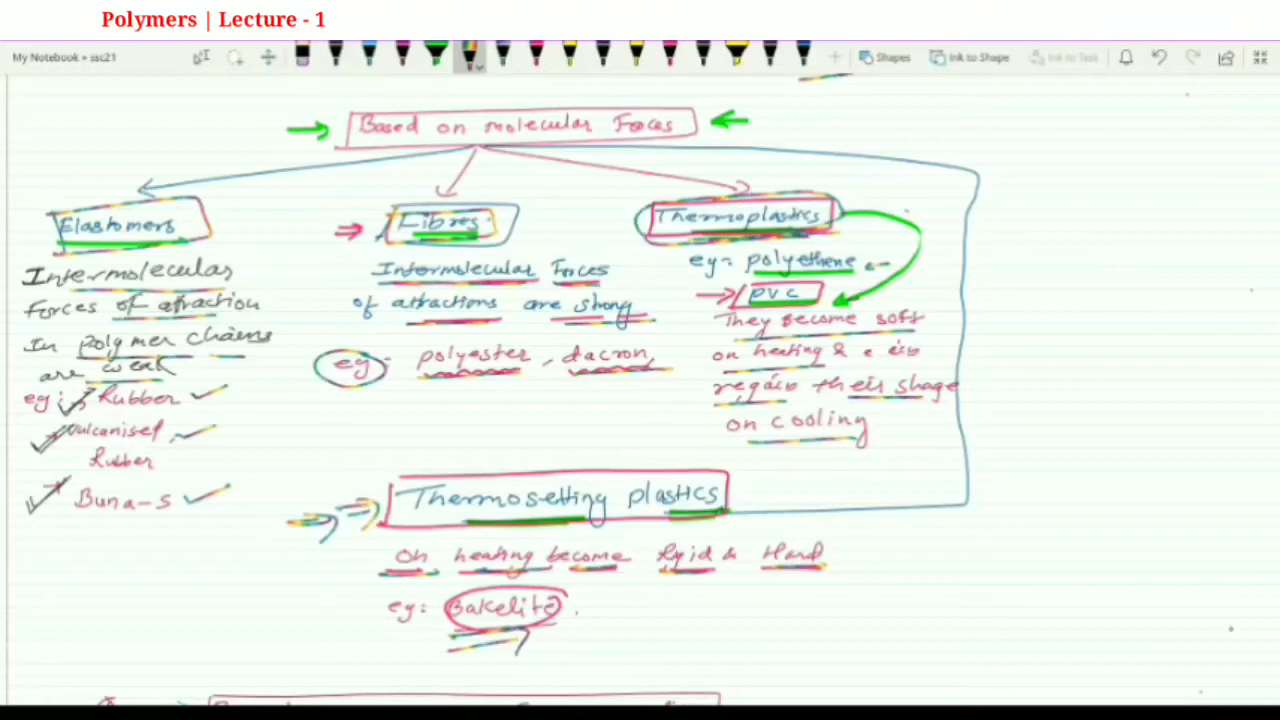 Polymers | Lecture - 1
My Notebook » ssc21
Shapes
Ink to Shape
Ink to Text
Based on molecular Forces
Elastomers
Intermolecular
Forces of attraction
In polymer chains
are weak
eg:- Rubber
Vulcanised
Rubber
Buna-S
Fibres
Intermolecular Forces
of attractions are strong
eg:- polyester, dacron,
Thermoplastics
eg:- polyethene
PVC
They become soft
on heating &
regain their shape
on cooling
Thermosetting plastics
On heating become Rigid & Hard
eg: Bakelite.